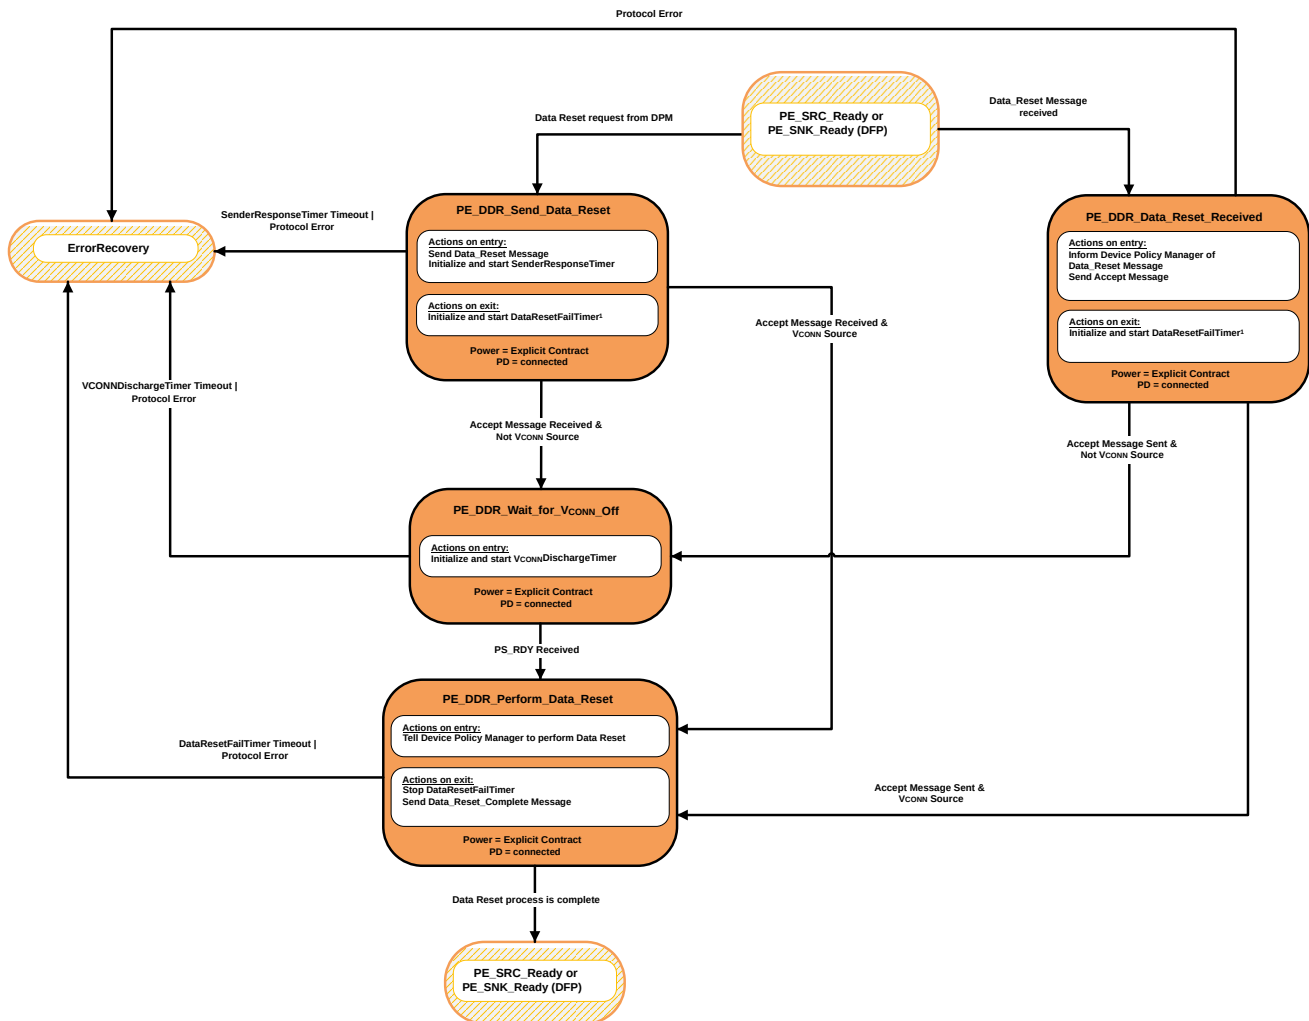 Protocol Error
PE_SRC_Ready or
PE_SNK_Ready (DFP)
Data_Reset Message
received
Data Reset request from DPM
SenderResponseTimer Timeout |
Protocol Error
ErrorRecovery
PE_DDR_Send_Data_Reset
Actions on entry:
Send Data_Reset Message
Initialize and start SenderResponseTimer
Actions on exit:
Initialize and start DataResetFailTimer¹
Power = Explicit Contract
PD = connected
PE_DDR_Data_Reset_Received
Actions on entry:
Inform Device Policy Manager of
Data_Reset Message
Send Accept Message
Actions on exit:
Initialize and start DataResetFailTimer¹
Power = Explicit Contract
PD = connected
Accept Message Received &
VCONN Source
VCONNDischargeTimer Timeout |
Protocol Error
Accept Message Received &
Not VCONN Source
Accept Message Sent &
Not VCONN Source
PE_DDR_Wait_for_VCONN_Off
Actions on entry:
Initialize and start VCONNDischargeTimer
Power = Explicit Contract
PD = connected
PS_RDY Received
PE_DDR_Perform_Data_Reset
Actions on entry:
Tell Device Policy Manager to perform Data Reset
Actions on exit:
Stop DataResetFailTimer
Send Data_Reset_Complete Message
Power = Explicit Contract
PD = connected
DataResetFailTimer Timeout |
Protocol Error
Accept Message Sent &
VCONN Source
Data Reset process is complete
PE_SRC_Ready or
PE_SNK_Ready (DFP)